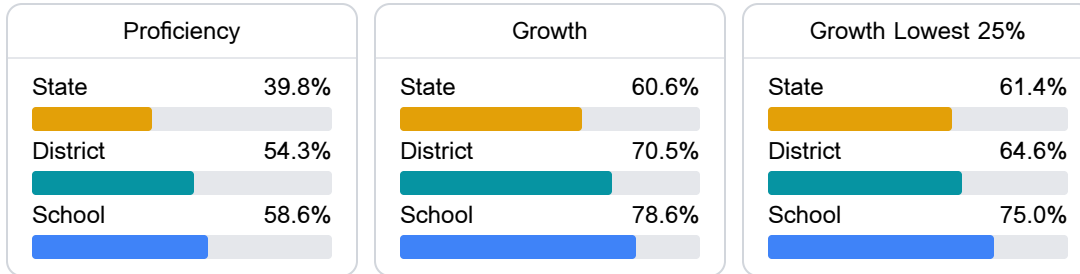 Proficiency
State 39.8%
District 54.3%
School 58.6%
Growth
State 60.6%
District 70.5%
School 78.6%
Growth Lowest 25%
State 61.4%
District 64.6%
School 75.0%